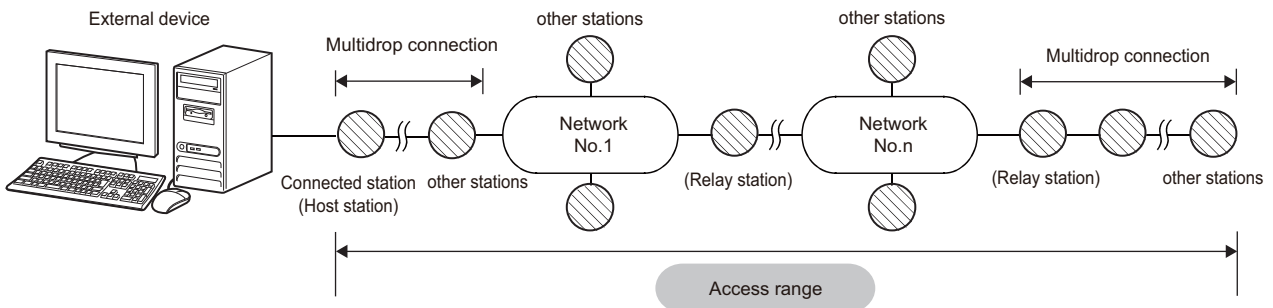 External device
other stations
other stations
Multidrop connection
Multidrop connection
Network
No.1
Network
No.n
Connected station
(Host station)
other stations
(Relay station)
(Relay station)
other stations
Access range